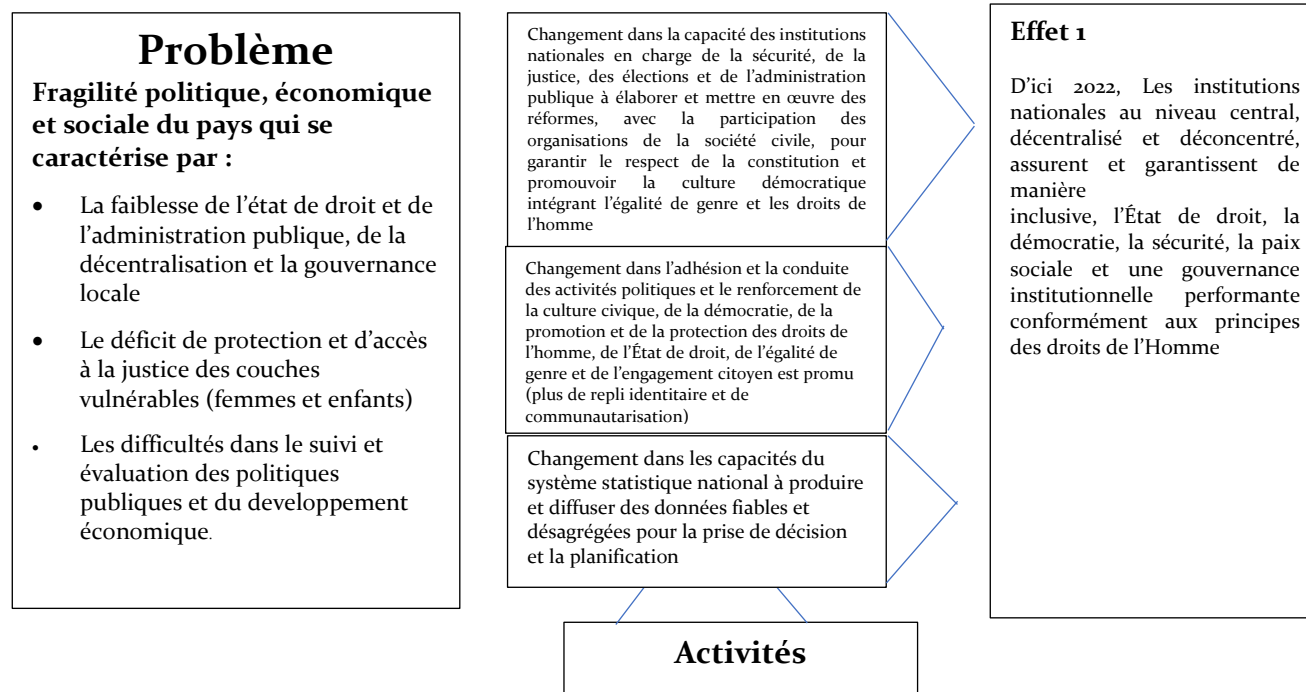 Problème
Fragilité politique, économique
et sociale du pays qui se
caractérise par :
• La faiblesse de l’état de droit et de
l’administration publique, de la
décentralisation et la gouvernance
locale
• Le déficit de protection et d’accès
à la justice des couches
vulnérables (femmes et enfants)
• Les difficultés dans le suivi et
évaluation des politiques
publiques et du developpement
économique.
Changement dans la capacité des institutions
nationales en charge de la sécurité, de la
justice, des élections et de l’administration
publique à élaborer et mettre en œuvre des
réformes, avec la participation des
organisations de la société civile, pour
garantir le respect de la constitution et
promouvoir la culture démocratique
intégrant l’égalité de genre et les droits de
l’homme
Changement dans l’adhésion et la conduite
des activités politiques et le renforcement de
la culture civique, de la démocratie, de la
promotion et de la protection des droits de
l’homme, de l’État de droit, de l’égalité de
genre et de l’engagement citoyen est promu
(plus de repli identitaire et de
communautarisation)
Changement dans les capacités du
système statistique national à produire
et diffuser des données fiables et
désagrégées pour la prise de décision
et la planification
Activités
Effet 1
D’ici 2022, Les institutions
nationales au niveau central,
décentralisé et déconcentré,
assurent et garantissent de
manière
inclusive, l’État de droit, la
démocratie, la sécurité, la paix
sociale et une gouvernance
institutionnelle performante
conformément aux principes
des droits de l’Homme